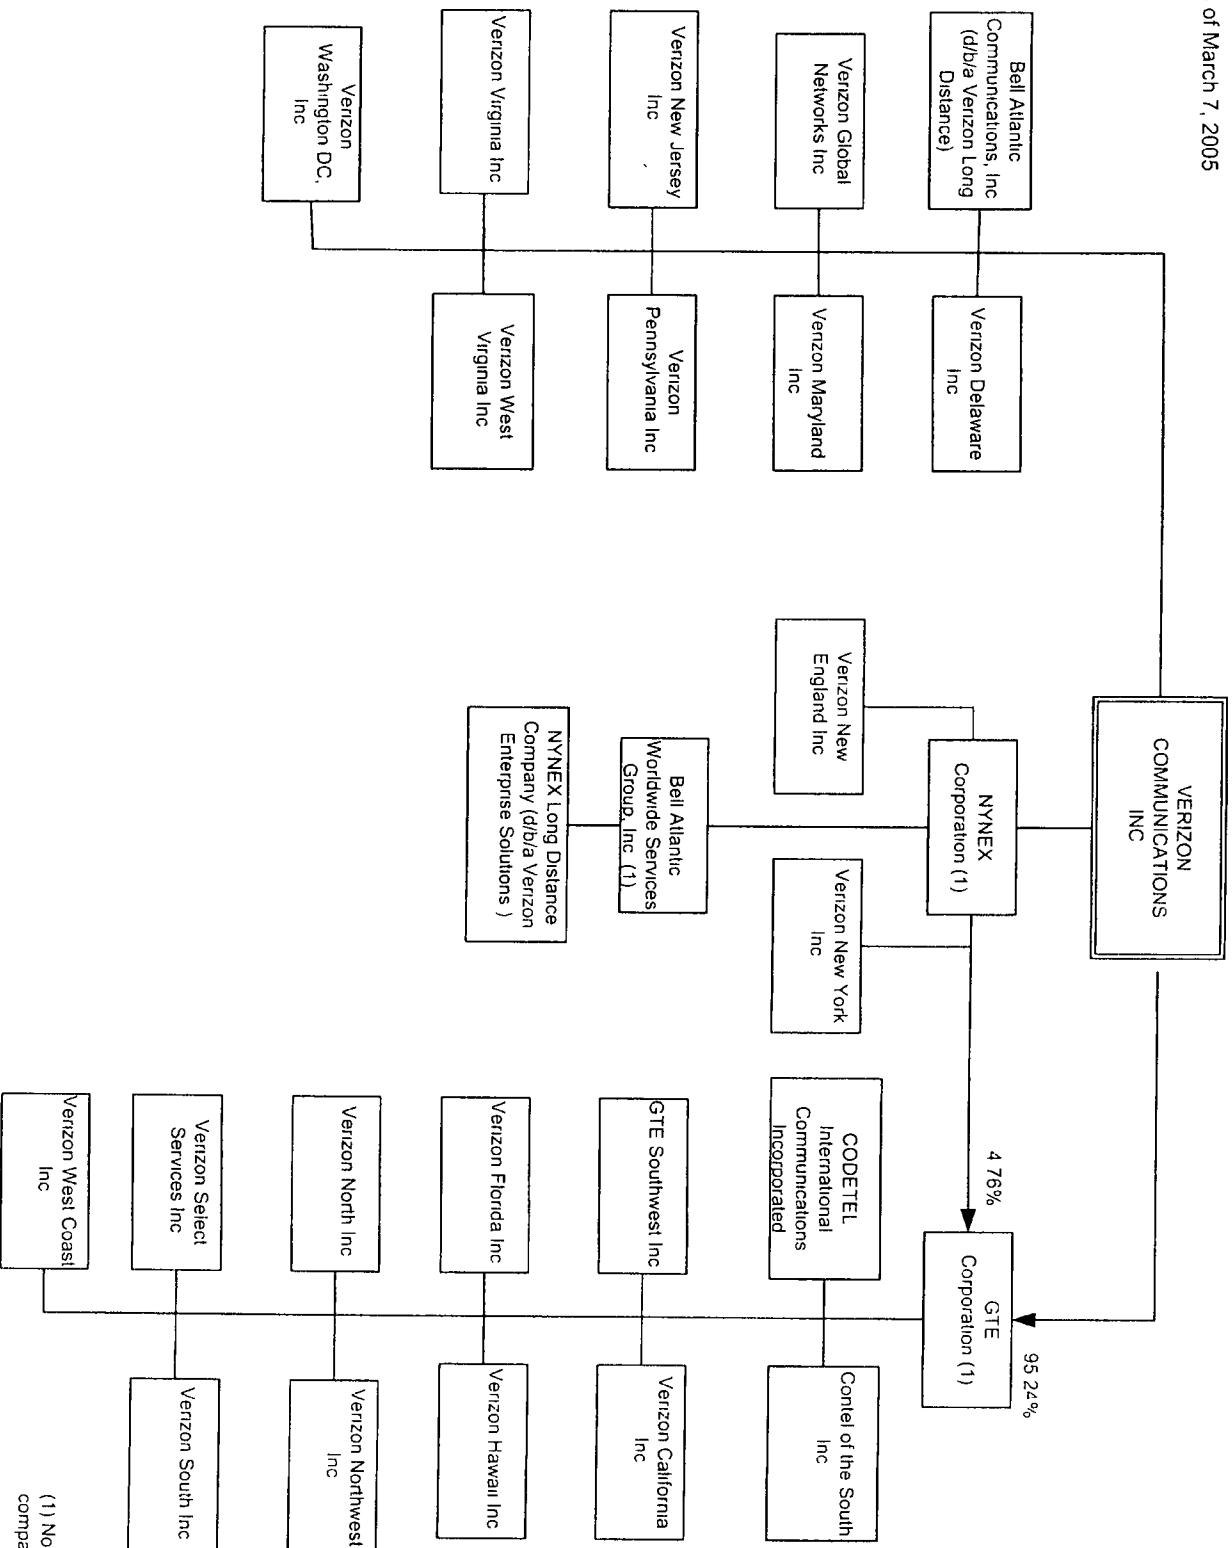 of March 7, 2005
VERIZON
COMMUNICATIONS
INC
Bell Atlantic
Communications, Inc
(d/b/a Verizon Long
Distance)
Verizon Delaware
Inc
Verizon Global
Networks Inc
Verizon Maryland
Inc
Verizon New Jersey
Inc
Verizon
Pennsylvania Inc
Verizon Virginia Inc
Verizon West
Virginia Inc
Verizon
Washington DC,
Inc
NYNEX
Corporation (1)
Verizon New
England Inc
Verizon New York
Inc
Bell Atlantic
Worldwide Services
Group, Inc (1)
NYNEX Long Distance
Company (d/b/a Verizon
Enterprise Solutions )
4 76%
95 24%
GTE
Corporation (1)
CODETEL
International
Communications
Incorporated
Contel of the South
Inc
GTE Southwest Inc
Verizon California
Inc
Verizon Florida Inc
Verizon Hawaii Inc
Verizon North Inc
Verizon Northwest
Inc
Verizon Select
Services Inc
Verizon South Inc
Verizon West Coast
Inc
(1) No
compa